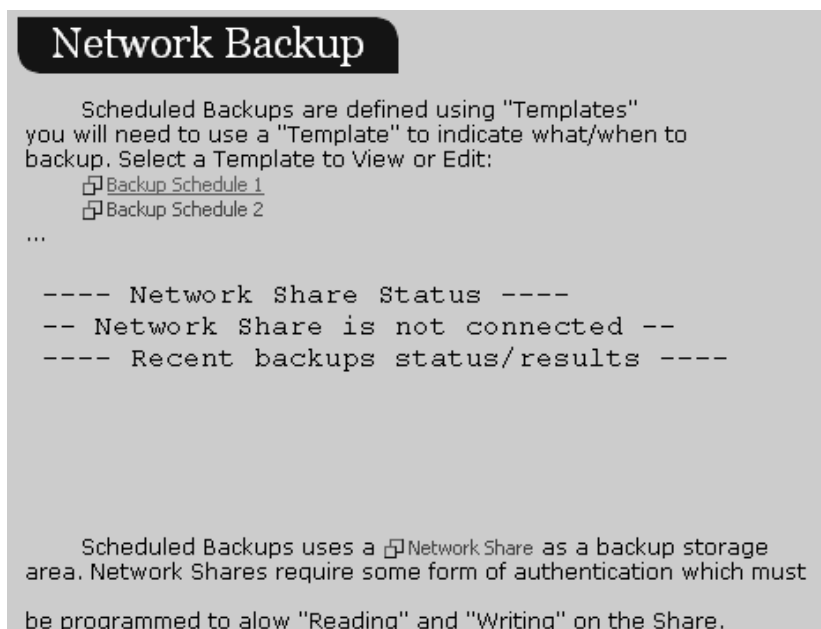 Network Backup
Scheduled Backups are defined using "Templates"
you will need to use a "Template" to indicate what/when to
backup. Select a Template to View or Edit:
Backup Schedule 1
Backup Schedule 2
...
---- Network Share Status ----
-- Network Share is not connected --
---- Recent backups status/results ----
Scheduled Backups uses a Network Share as a backup storage
area. Network Shares require some form of authentication which must
be programmed to alow "Reading" and "Writing" on the Share.